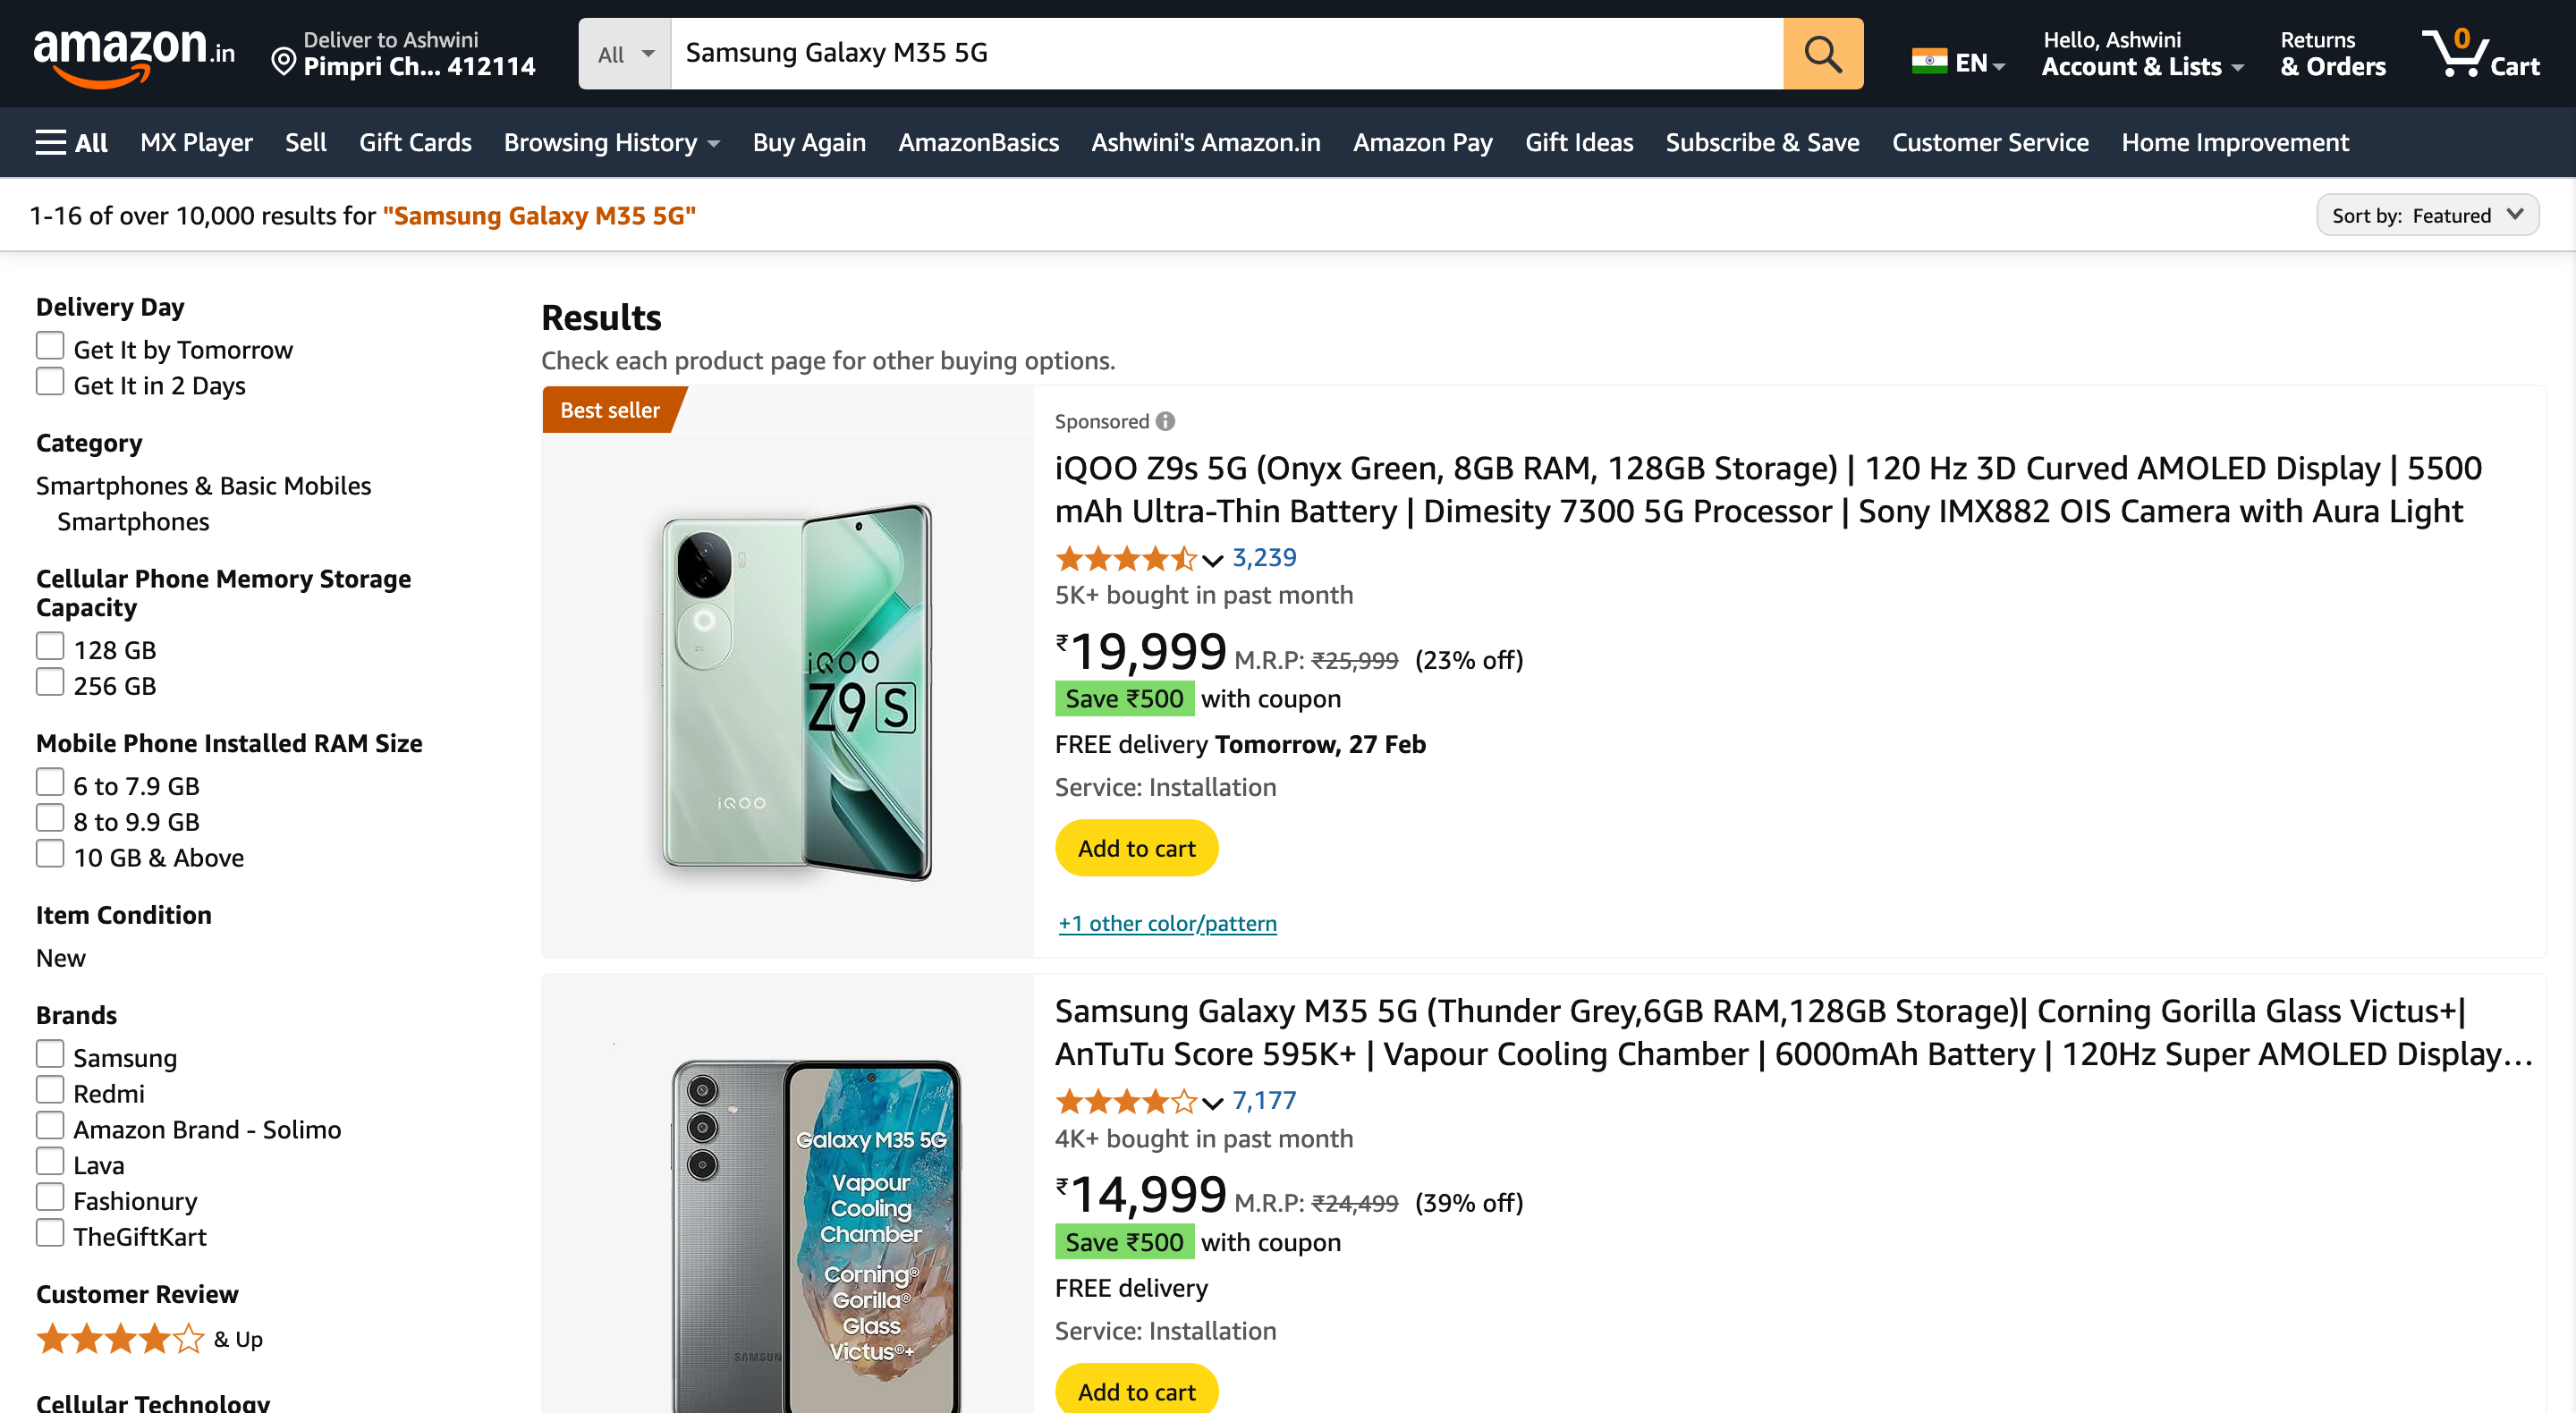 amazon.in
Deliver to Ashwini
Pimpri Ch... 412114
All
Samsung Galaxy M35 5G
EN
Hello, Ashwini
Account & Lists
Returns
& Orders
0
Cart
All
MX Player
Sell
Gift Cards
Browsing History
Buy Again
AmazonBasics
Ashwini's Amazon.in
Amazon Pay
Gift Ideas
Subscribe & Save
Customer Service
Home Improvement
1-16 of over 10,000 results for "Samsung Galaxy M35 5G"
Sort by: Featured
Delivery Day
Get It by Tomorrow
Get It in 2 Days
Category
Smartphones & Basic Mobiles
Smartphones
Cellular Phone Memory Storage
Capacity
128 GB
256 GB
Mobile Phone Installed RAM Size
6 to 7.9 GB
8 to 9.9 GB
10 GB & Above
Item Condition
New
Brands
Samsung
Redmi
Amazon Brand - Solimo
Lava
Fashionury
TheGiftKart
Customer Review
& Up
Cellular Technology
Results
Check each product page for other buying options.
Best seller
iQOO
Z9S
iQOO
Sponsored
iQOO Z9s 5G (Onyx Green, 8GB RAM, 128GB Storage) | 120 Hz 3D Curved AMOLED Display | 5500
mAh Ultra-Thin Battery | Dimesity 7300 5G Processor | Sony IMX882 OIS Camera with Aura Light
3,239
5K+ bought in past month
₹19,999 M.R.P: ₹25,999 (23% off)
Save ₹500 with coupon
FREE delivery Tomorrow, 27 Feb
Service: Installation
Add to cart
+1 other color/pattern
Galaxy M35 5G
Vapour
Cooling
Chamber
Corning®
Gorilla®
Glass
Victus®+
SAMSUN
Samsung Galaxy M35 5G (Thunder Grey,6GB RAM,128GB Storage)| Corning Gorilla Glass Victus+|
AnTuTu Score 595K+ | Vapour Cooling Chamber | 6000mAh Battery | 120Hz Super AMOLED Display…
7,177
4K+ bought in past month
₹14,999 M.R.P: ₹24,499 (39% off)
Save ₹500 with coupon
FREE delivery
Service: Installation
Add to cart